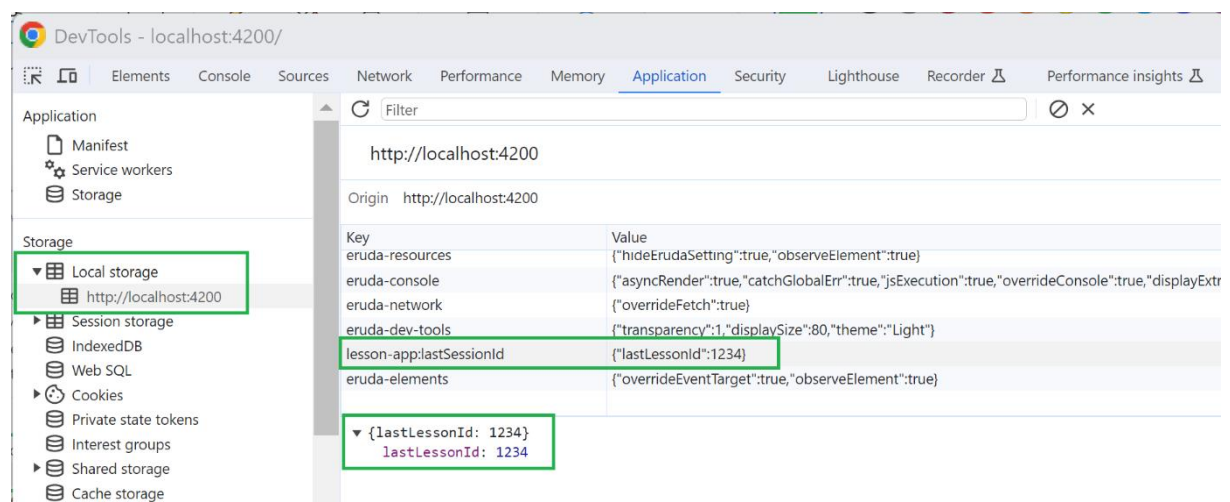 DevTools - localhost:4200/
Elements Console Sources Network Performance Memory Application Security Lighthouse Recorder Performance insights
Application
Manifest
Service workers
Storage
Storage
Local storage
http://localhost:4200
Session storage
IndexedDB
Web SQL
Cookies
Private state tokens
Interest groups
Shared storage
Cache storage
Filter
http://localhost:4200
Origin http://localhost:4200
Key Value
eruda-resources {"hideErudaSetting":true,"observeElement":true}
eruda-console {"asyncRender":true,"catchGlobalErr":true,"jsExecution":true,"overrideConsole":true,"displayExtr
eruda-network {"overrideFetch":true}
eruda-dev-tools {"transparency":1,"displaySize":80,"theme":"Light"}
lesson-app:lastSessionId {"lastLessonId":1234}
eruda-elements {"overrideEventTarget":true,"observeElement":true}
▼ {lastLessonId: 1234}
lastLessonId: 1234